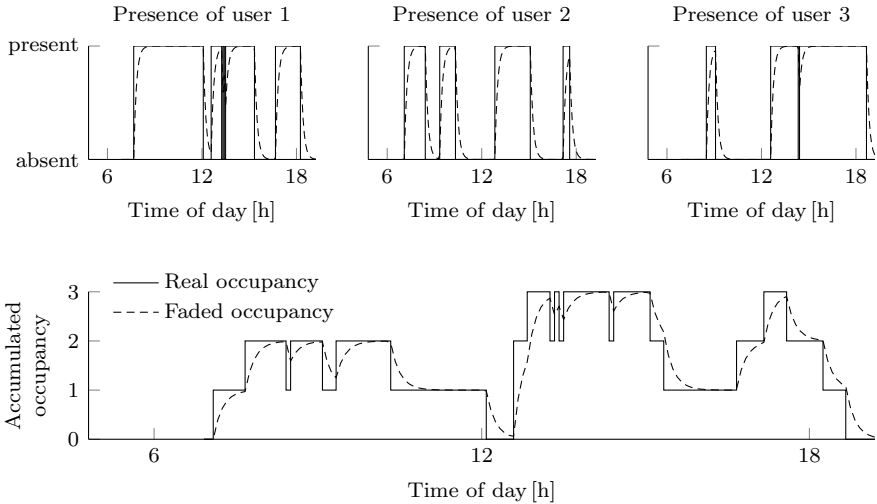 Presence of user 1
Presence of user 2
Presence of user 3
present
absent
6 12 18
6 12 18
6 12 18
Time of day [h]
Time of day [h]
Time of day [h]
Real occupancy
Faded occupancy
Accumulated
occupancy
3
2
1
0
6 12 18
Time of day [h]